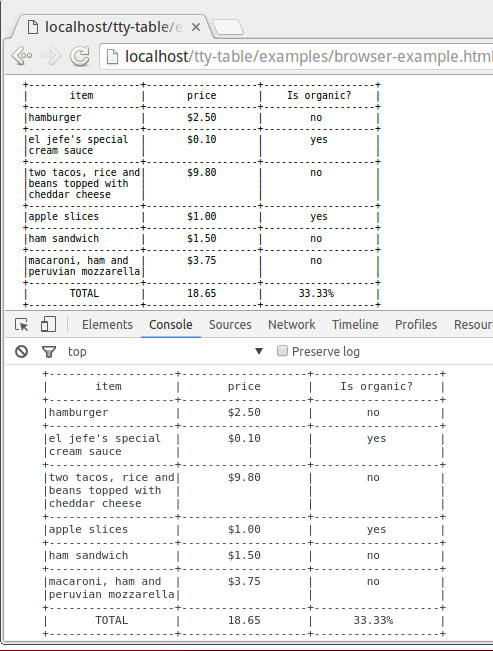 localhost/tty-table/e
localhost/tty-table/examples/browser-example.html
+------------------+-----------------+-----------------+
| item | price | Is organic? |
+------------------+-----------------+-----------------+
|hamburger | $2.50 | no |
+------------------+-----------------+-----------------+
|el jefe's special | $0.10 | yes |
|cream sauce | | |
+------------------+-----------------+-----------------+
|two tacos, rice and| $9.80 | no |
|beans topped with | | |
|cheddar cheese | | |
+------------------+-----------------+-----------------+
|apple slices | $1.00 | yes |
+------------------+-----------------+-----------------+
|ham sandwich | $1.50 | no |
+------------------+-----------------+-----------------+
|macaroni, ham and | $3.75 | no |
|peruvian mozzarella| | |
+------------------+-----------------+-----------------+
| TOTAL | 18.65 | 33.33% |
+------------------+-----------------+-----------------+
Elements Console Sources Network Timeline Profiles Resour
top Preserve log
+------------------+-----------------+-----------------+
| item | price | Is organic? |
+------------------+-----------------+-----------------+
|hamburger | $2.50 | no |
+------------------+-----------------+-----------------+
|el jefe's special | $0.10 | yes |
|cream sauce | | |
+------------------+-----------------+-----------------+
|two tacos, rice and| $9.80 | no |
|beans topped with | | |
|cheddar cheese | | |
+------------------+-----------------+-----------------+
|apple slices | $1.00 | yes |
+------------------+-----------------+-----------------+
|ham sandwich | $1.50 | no |
+------------------+-----------------+-----------------+
|macaroni, ham and | $3.75 | no |
|peruvian mozzarella| | |
+------------------+-----------------+-----------------+
| TOTAL | 18.65 | 33.33% |
+------------------+-----------------+-----------------+